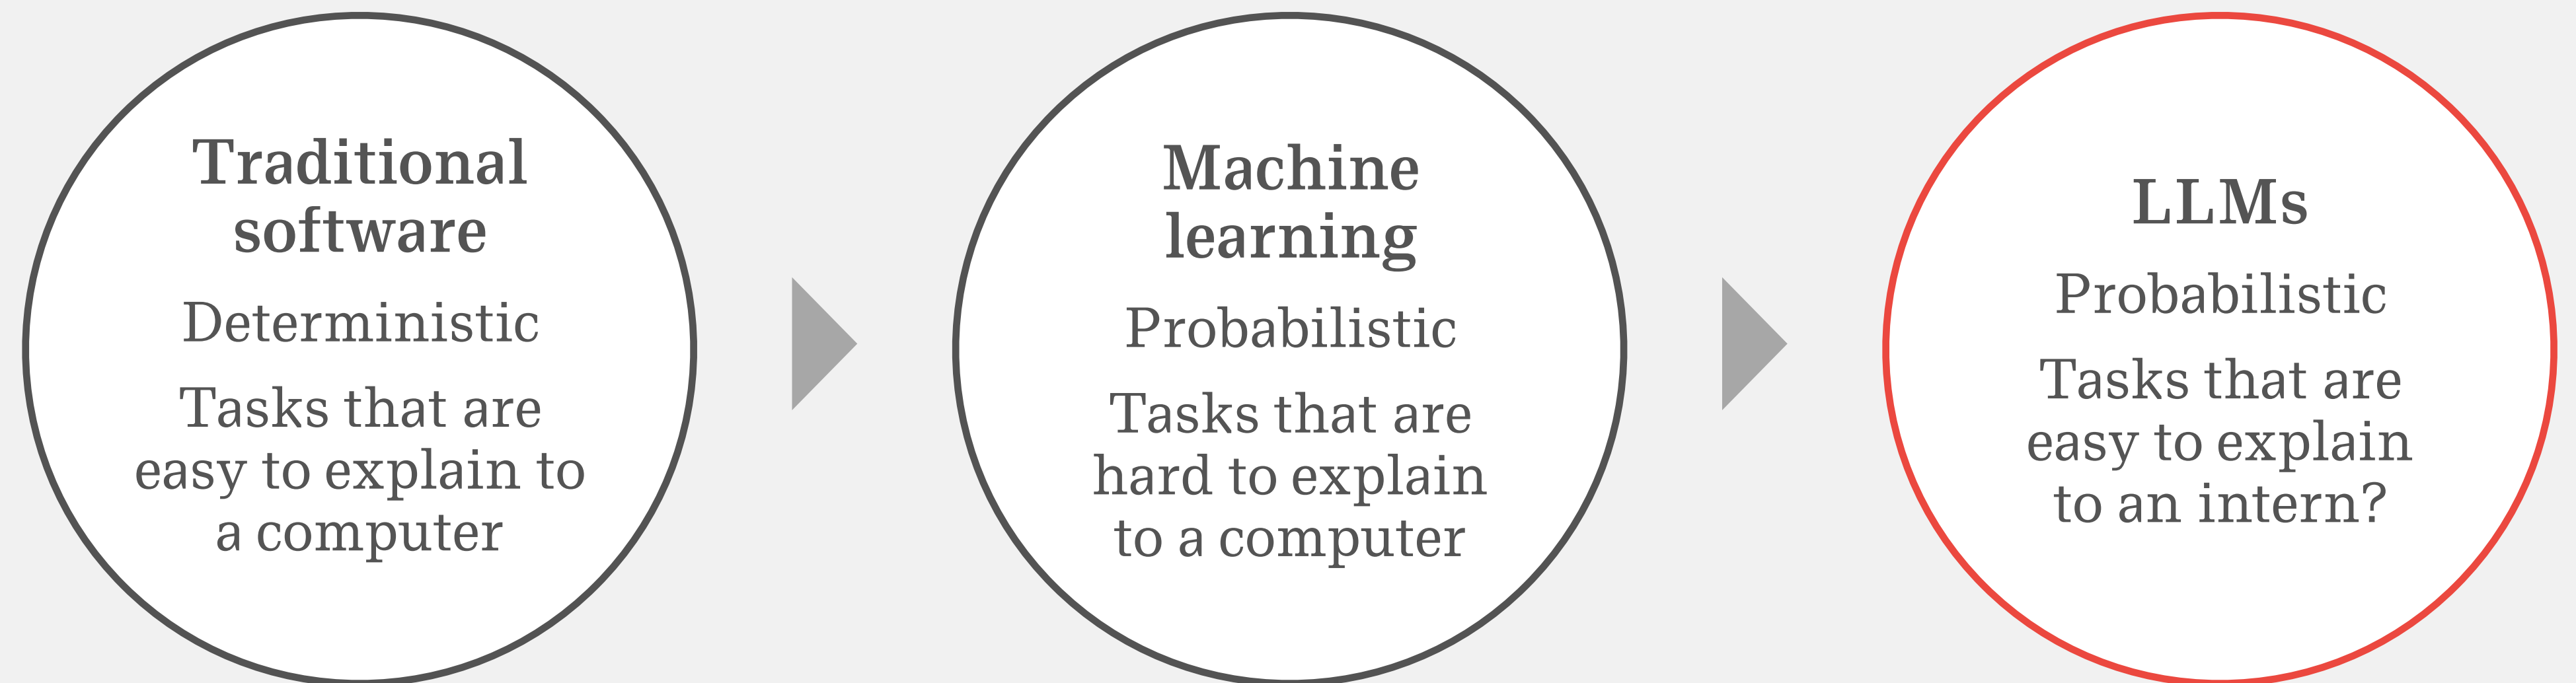 Traditional
software
Deterministic
Tasks that are
easy to explain to
a computer
Machine
learning
Probabilistic
Tasks that are
hard to explain
to a computer
LLMs
Probabilistic
Tasks that are
easy to explain
to an intern?